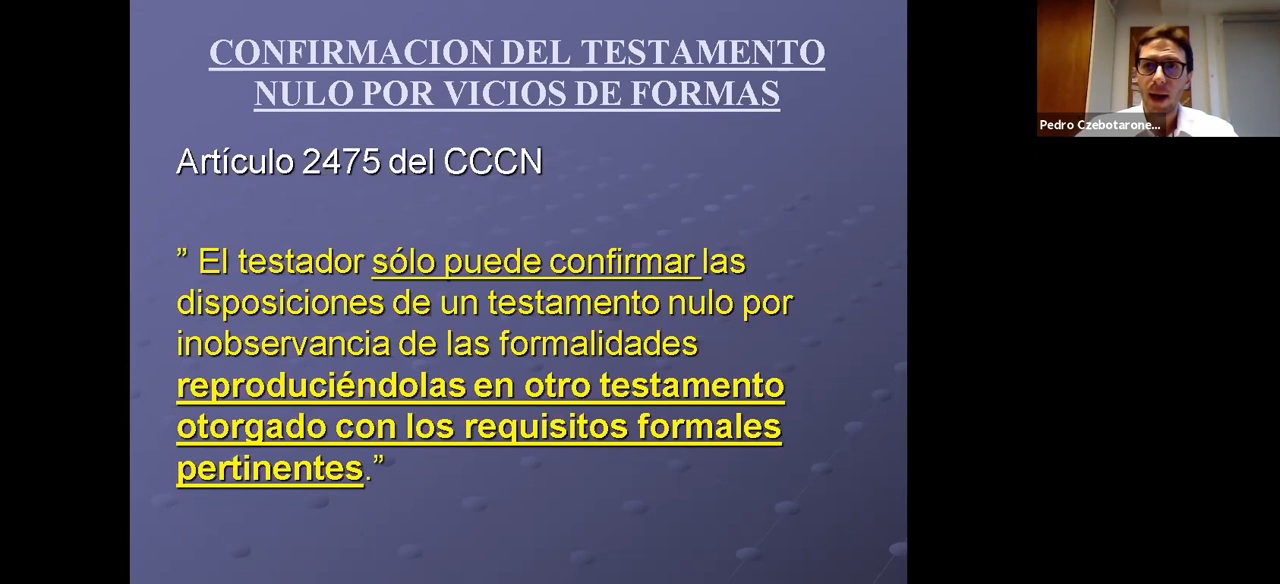 CONFIRMACION DEL TESTAMENTO
NULO POR VICIOS DE FORMAS
Artículo 2475 del CCCN
” El testador sólo puede confirmar las
disposiciones de un testamento nulo por
inobservancia de las formalidades
reproduciéndolas en otro testamento
otorgado con los requisitos formales
pertinentes.”
Pedro Czebotarone...